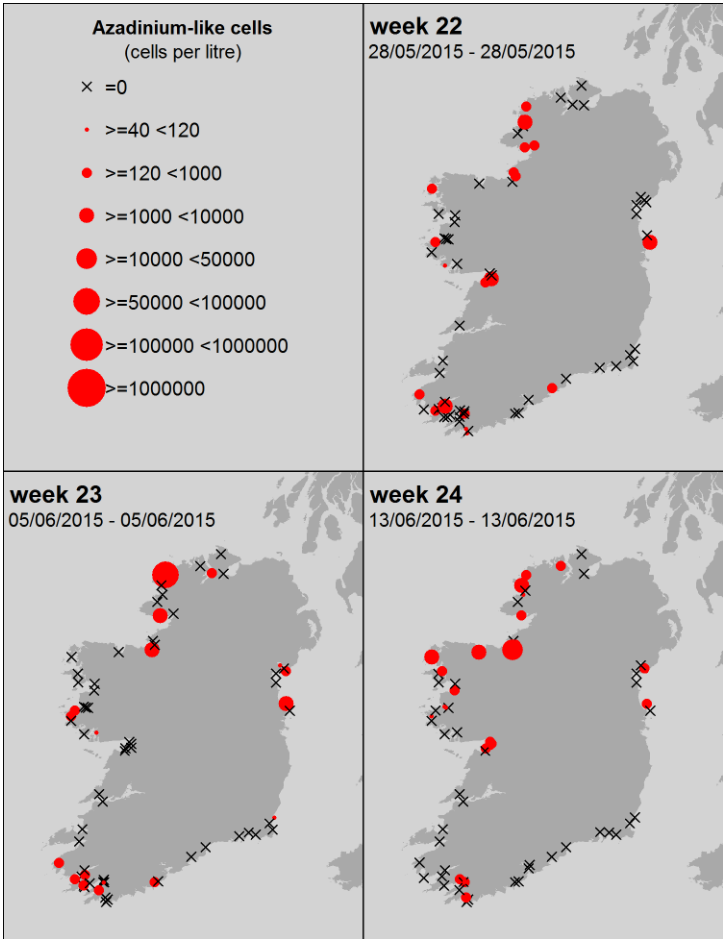 Azadinium-like cells
(cells per litre)
=0
>=40 <120
>=120 <1000
>=1000 <10000
>=10000 <50000
>=50000 <100000
>=100000 <1000000
>=1000000
week 22
28/05/2015 - 28/05/2015
week 23
05/06/2015 - 05/06/2015
week 24
13/06/2015 - 13/06/2015